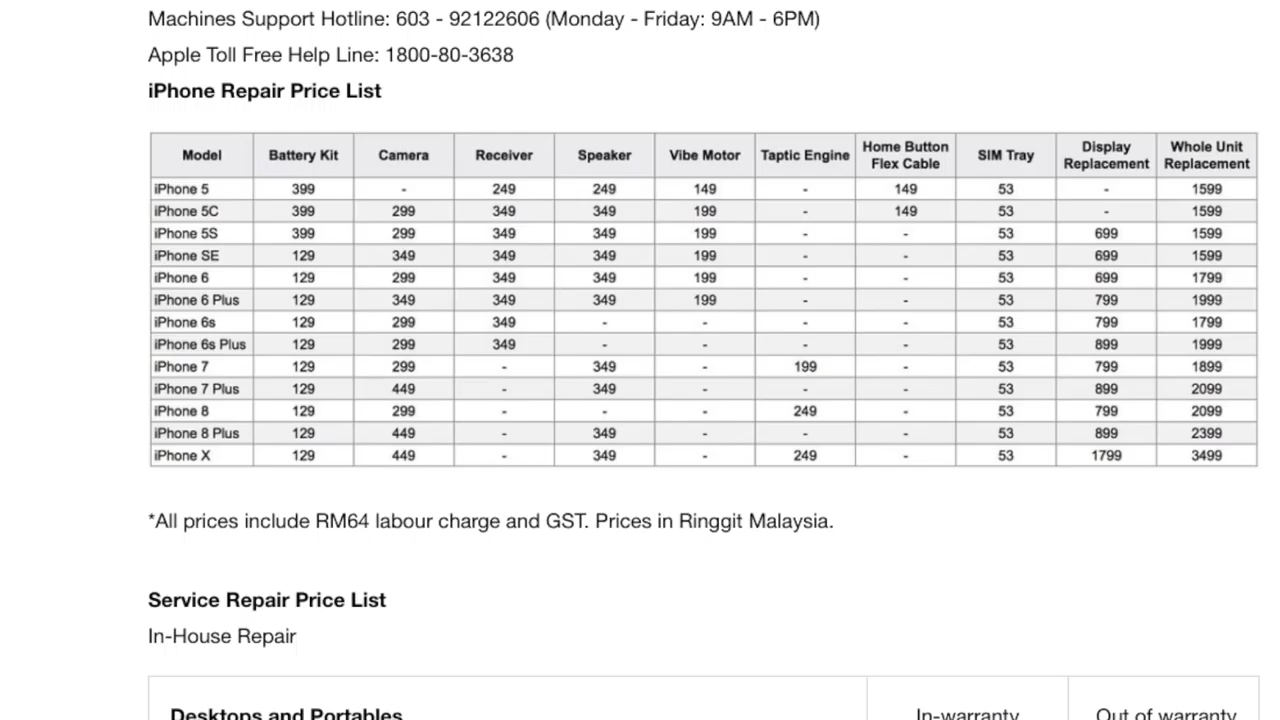 Machines Support Hotline: 603 - 92122606 (Monday - Friday: 9AM - 6PM)
Apple Toll Free Help Line: 1800-80-3638
iPhone Repair Price List
Model Battery Kit Camera Receiver Speaker Vibe Motor Taptic Engine Home Button Flex Cable SIM Tray Display Replacement Whole Unit Replacement
iPhone 5 399 - 249 249 149 - 149 53 - 1599
iPhone 5C 399 299 349 349 199 - 149 53 - 1599
iPhone 5S 399 299 349 349 199 - - 53 699 1599
iPhone SE 129 349 349 349 199 - - 53 699 1599
iPhone 6 129 299 349 349 199 - - 53 699 1799
iPhone 6 Plus 129 349 349 349 199 - - 53 799 1999
iPhone 6s 129 299 349 - - - - 53 799 1799
iPhone 6s Plus 129 299 349 - - - - 53 899 1999
iPhone 7 129 299 - 349 - 199 - 53 799 1899
iPhone 7 Plus 129 449 - 349 - - - 53 899 2099
iPhone 8 129 299 - - - 249 - 53 799 2099
iPhone 8 Plus 129 449 - 349 - - - 53 899 2399
iPhone X 129 449 - 349 - 249 - 53 1799 3499
*All prices include RM64 labour charge and GST. Prices in Ringgit Malaysia.
Service Repair Price List
In-House Repair
Desktops and Portables In-warranty Out of warranty